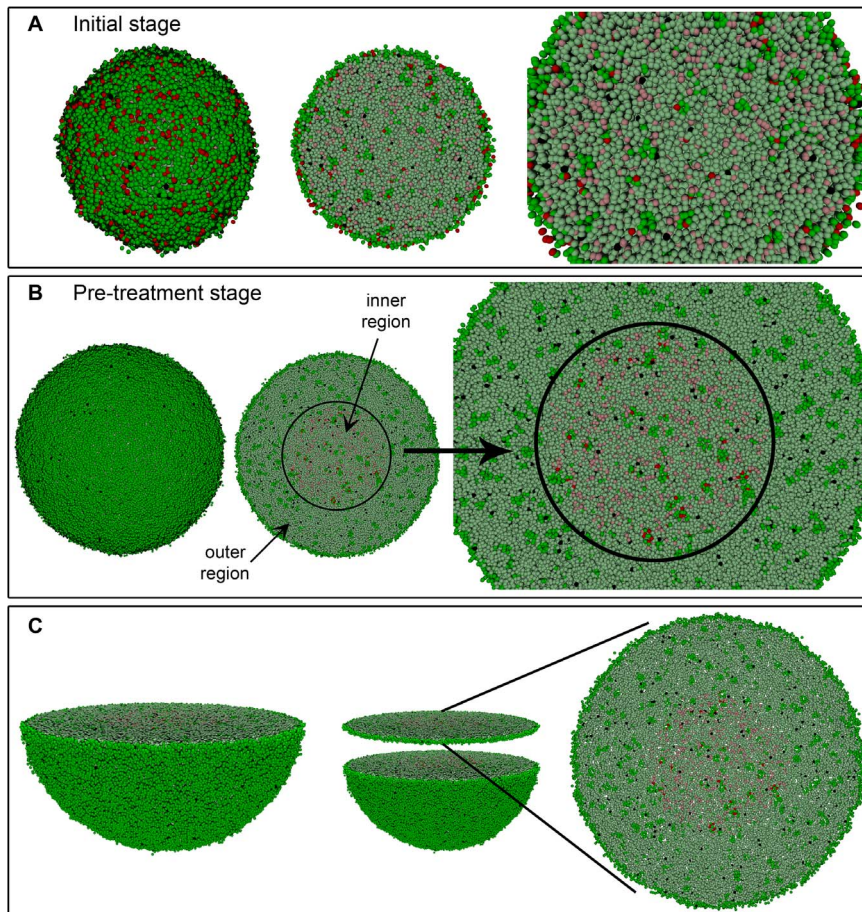 A Initial stage
B Pre-treatment stage
inner
region
outer
region
C